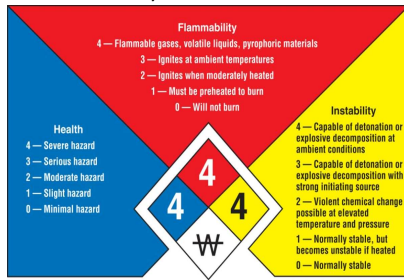 Flammability
4 — Flammable gases, volatile liquids, pyrophoric materials
3 — Ignites at ambient temperatures
2 — Ignites when moderately heated
1 — Must be preheated to burn
0 — Will not burn
Health
4 — Severe hazard
3 — Serious hazard
2 — Moderate hazard
1 — Slight hazard
0 — Minimal hazard
Instability
4 — Capable of detonation or
explosive decomposition at
ambient conditions
3 — Capable of detonation or
explosive decomposition with
strong initiating source
2 — Violent chemical change
possible at elevated
temperature and pressure
1 — Normally stable, but
becomes unstable if heated
0 — Normally stable
4
4
4
W̶